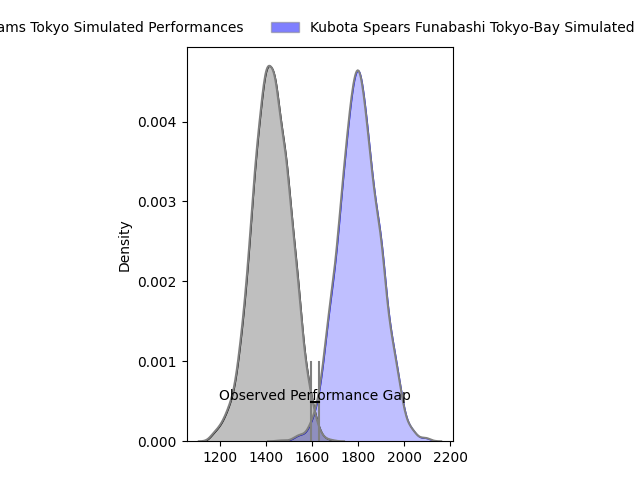 ams Tokyo Simulated Performances
Kubota Spears Funabashi Tokyo-Bay Simulated
Density
0.004
0.003
0.002
0.001
0.000
Observed Performance Gap
1200 1400 1600 1800 2000 2200